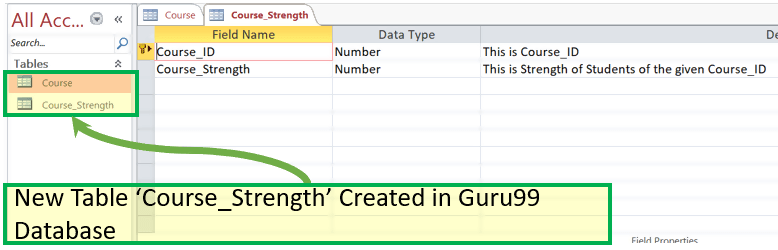 All Acc...
Course
Course_Strength
Field Name
Data Type
Search...
Course_ID
Number
This is Course_ID
Tables
Course_Strength
Number
This is Strength of Students of the given Course_ID
Course
Course_Strength
New Table ‘Course_Strength’ Created in Guru99
Database
Field Properties